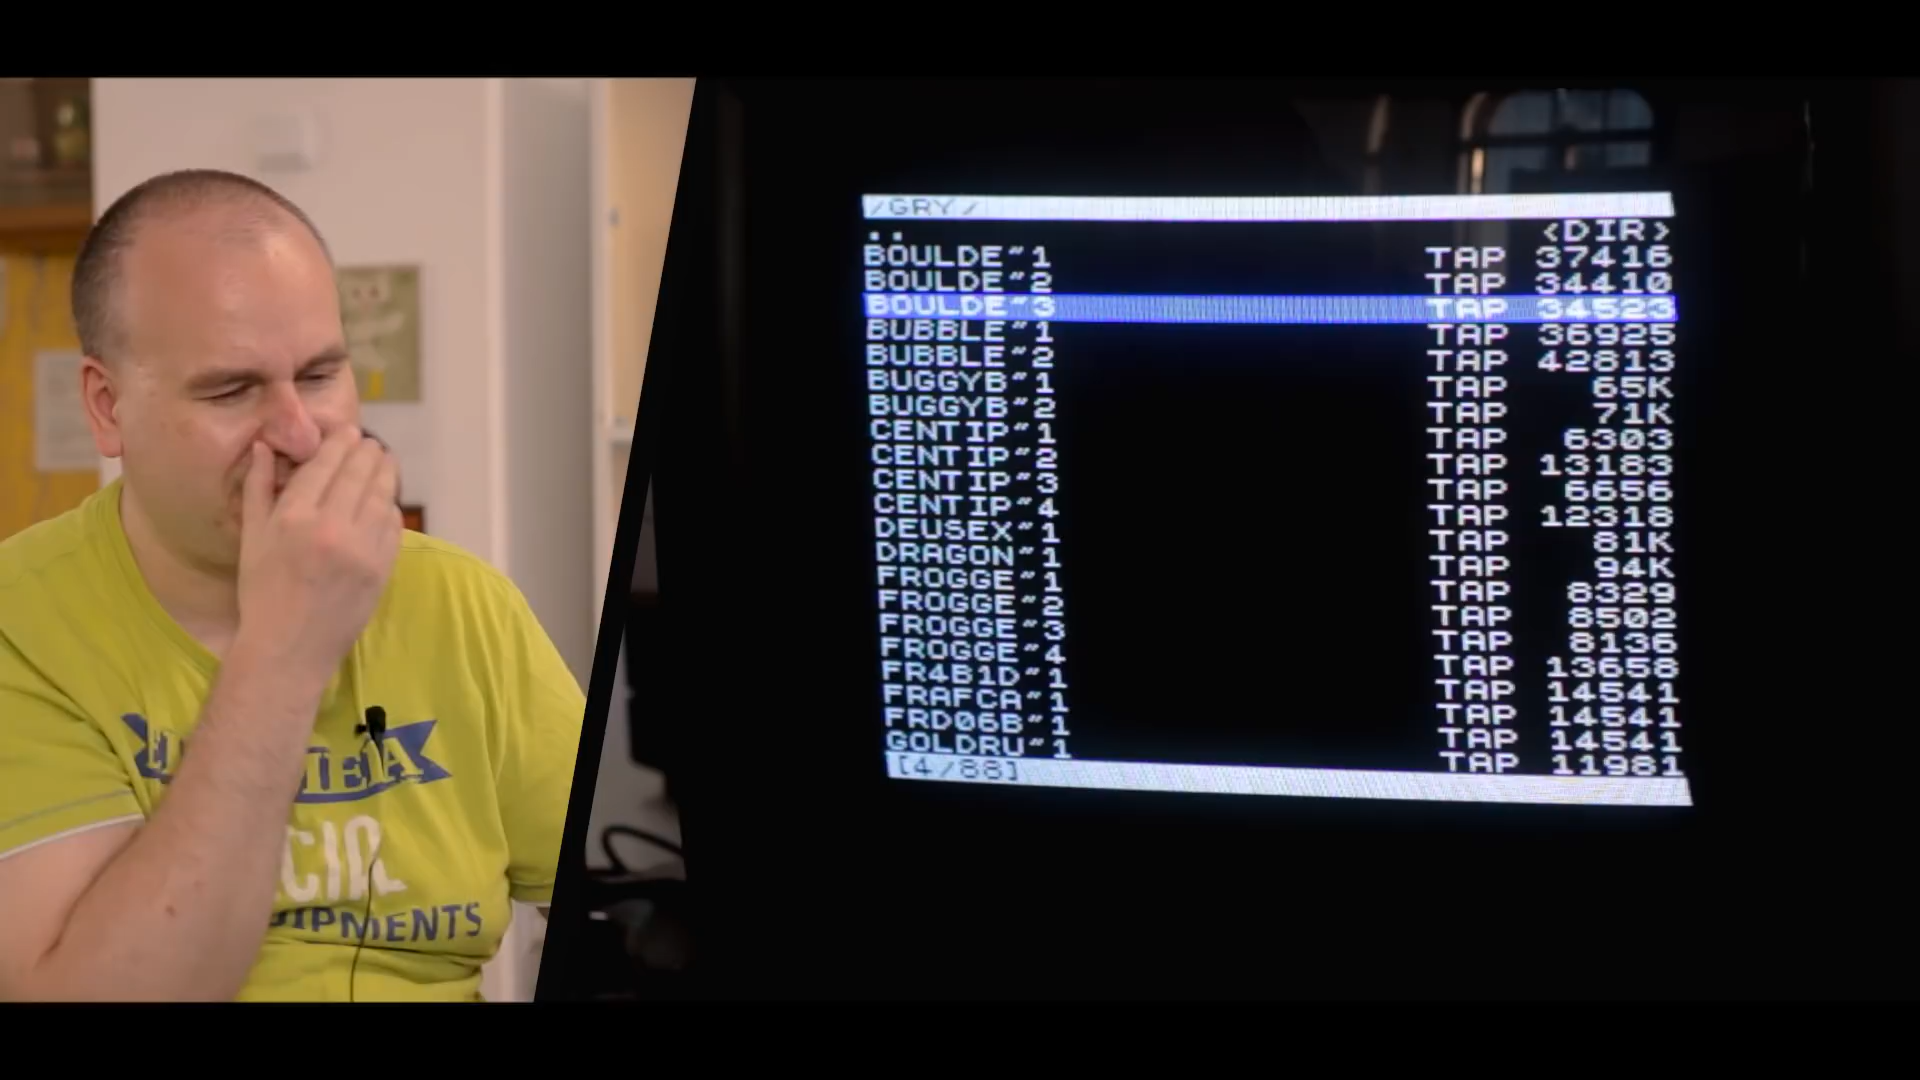 /GRY/
.. <DIR>
BOULDE~1 TAP 37416
BOULDE~2 TAP 34410
BOULDE~3 TAP 34523
BUBBLE~1 TAP 36925
BUBBLE~2 TAP 42813
BUGGYB~1 TAP 65K
BUGGYB~2 TAP 71K
CENTIP~1 TAP 6303
CENTIP~2 TAP 13183
CENTIP~3 TAP 6656
CENTIP~4 TAP 12318
DEUSEX~1 TAP 81K
DRAGON~1 TAP 94K
FROGGE~1 TAP 8329
FROGGE~2 TAP 8502
FROGGE~3 TAP 8136
FROGGE~4 TAP 13658
FR4B1D~1 TAP 14541
FRAFCA~1 TAP 14541
FRD06B~1 TAP 14541
GOLDRU~1 TAP 11981
[4/88]